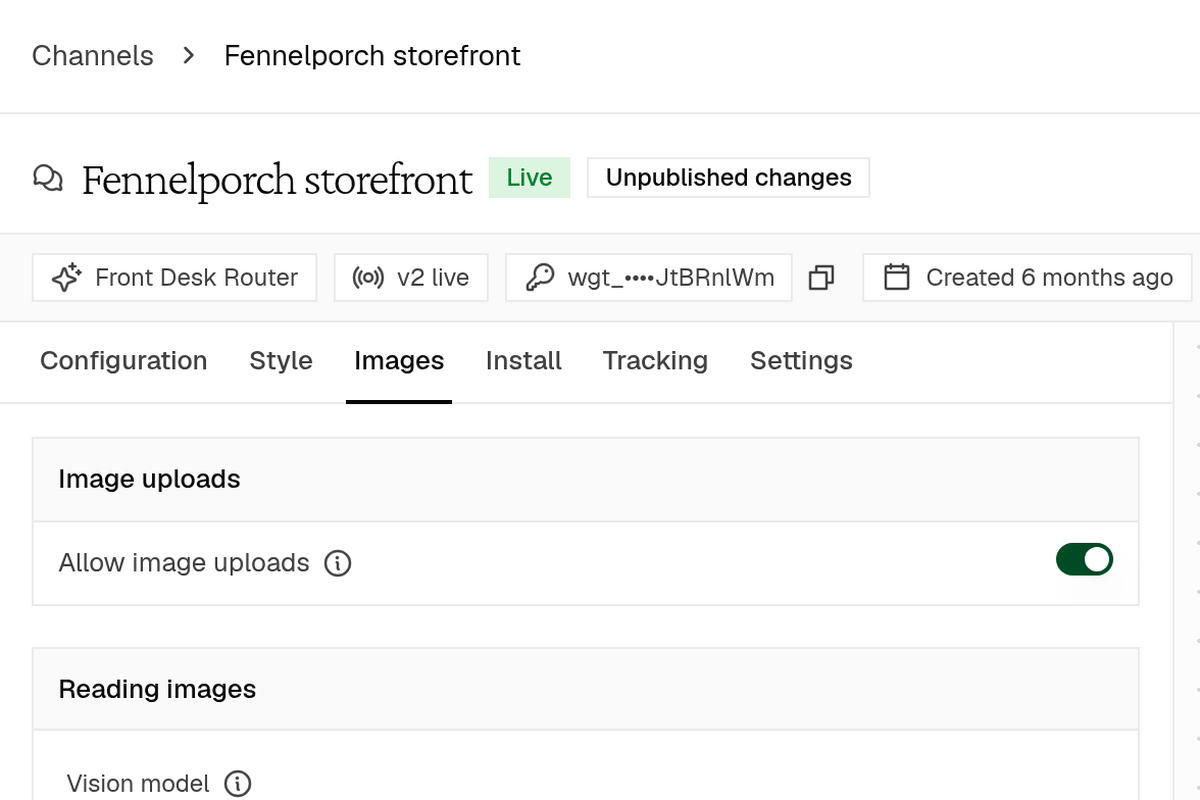 Channels > Fennelporch storefront
Fennelporch storefront Live Unpublished changes
Front Desk Router v2 live wgt_••••JtBRnlWm Created 6 months ago
Configuration Style Images Install Tracking Settings
Image uploads
Allow image uploads
Reading images
Vision model